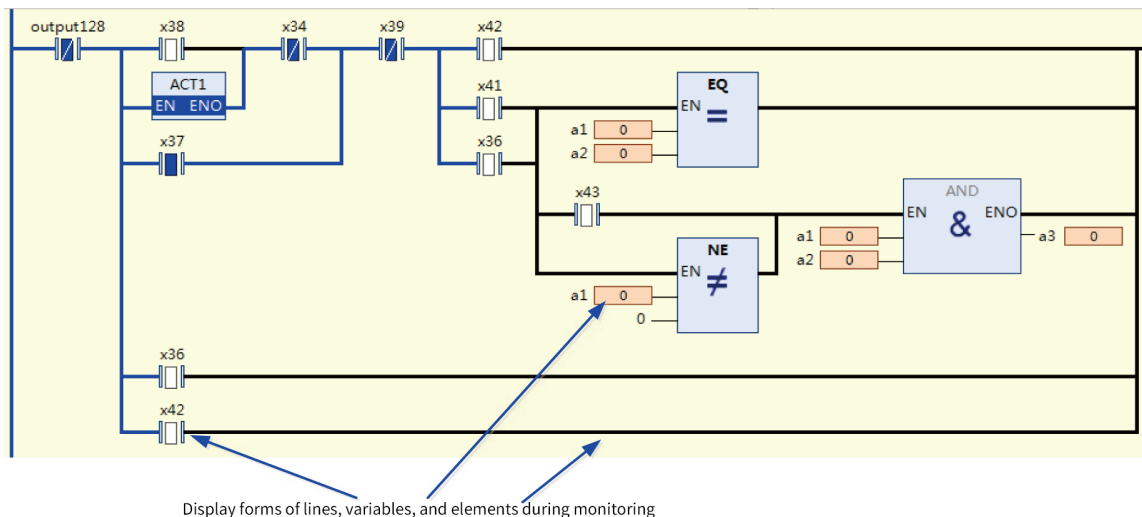 output128 x38 x34 x39 x42
ACT1
EN ENO
x41
EQ
EN =
a1 0
a2 0
x37
x36
x43
AND
EN ENO
&
a1 0
a2 0
a3 0
NE
EN ≠
a1 0
0
x36
x42
Display forms of lines, variables, and elements during monitoring